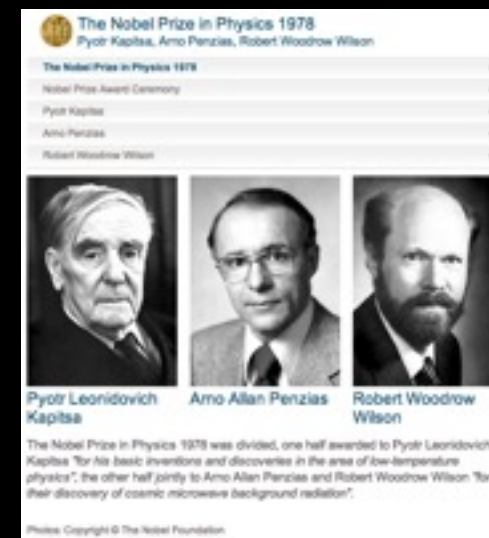 The Nobel Prize in Physics 1978
Pyotr Kapitsa, Arno Penzias, Robert Woodrow Wilson
The Nobel Prize in Physics 1978
Nobel Prize Award Ceremony
Pyotr Kapitsa
Arno Penzias
Robert Woodrow Wilson
Pyotr Leonidovich
Kapitsa
Arno Allan Penzias
Robert Woodrow
Wilson
The Nobel Prize in Physics 1978 was divided, one half awarded to Pyotr Leonidovich
Kapitsa "for his basic inventions and discoveries in the area of low-temperature
physics", the other half jointly to Arno Allan Penzias and Robert Woodrow Wilson "for
their discovery of cosmic microwave background radiation".
Photos: Copyright © The Nobel Foundation